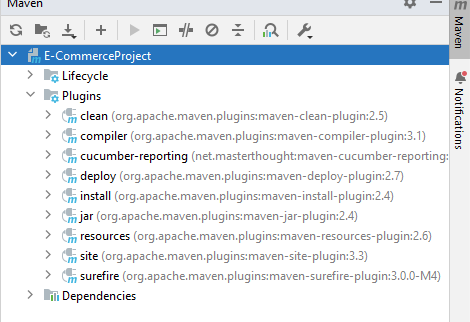 Maven
E-CommerceProject
Lifecycle
Plugins
clean (org.apache.maven.plugins:maven-clean-plugin:2.5)
compiler (org.apache.maven.plugins:maven-compiler-plugin:3.1)
cucumber-reporting (net.masterthought:maven-cucumber-reporting:
deploy (org.apache.maven.plugins:maven-deploy-plugin:2.7)
install (org.apache.maven.plugins:maven-install-plugin:2.4)
jar (org.apache.maven.plugins:maven-jar-plugin:2.4)
resources (org.apache.maven.plugins:maven-resources-plugin:2.6)
site (org.apache.maven.plugins:maven-site-plugin:3.3)
surefire (org.apache.maven.plugins:maven-surefire-plugin:3.0.0-M4)
Dependencies
Maven
Notifications